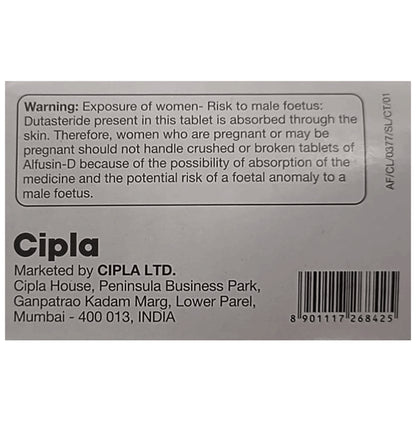 Warning: Exposure of women- Risk to male foetus:
Dutasteride present in this tablet is absorbed through the
skin. Therefore, women who are pregnant or may be
pregnant should not handle crushed or broken tablets of
Alfusin-D because of the possibility of absorption of the
medicine and the potential risk of a foetal anomaly to a
male foetus.
AF/CL/0377/SL/CT/01
Cipla
Marketed by CIPLA LTD.
Cipla House, Peninsula Business Park,
Ganpatrao Kadam Marg, Lower Parel,
Mumbai - 400 013, INDIA
8 901117 268425